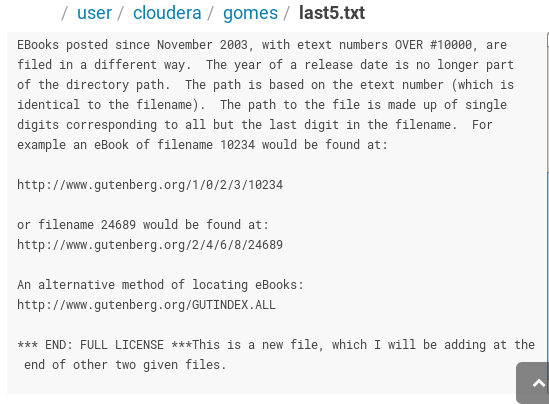 / user / cloudera / gomes / last5.txt
EBooks posted since November 2003, with etext numbers OVER #10000, are
filed in a different way.  The year of a release date is no longer part
of the directory path.  The path is based on the etext number (which is
identical to the filename).  The path to the file is made up of single
digits corresponding to all but the last digit in the filename.  For
example an eBook of filename 10234 would be found at:

http://www.gutenberg.org/1/0/2/3/10234

or filename 24689 would be found at:
http://www.gutenberg.org/2/4/6/8/24689

An alternative method of locating eBooks:
http://www.gutenberg.org/GUTINDEX.ALL

*** END: FULL LICENSE ***This is a new file, which I will be adding at the
 end of other two given files.